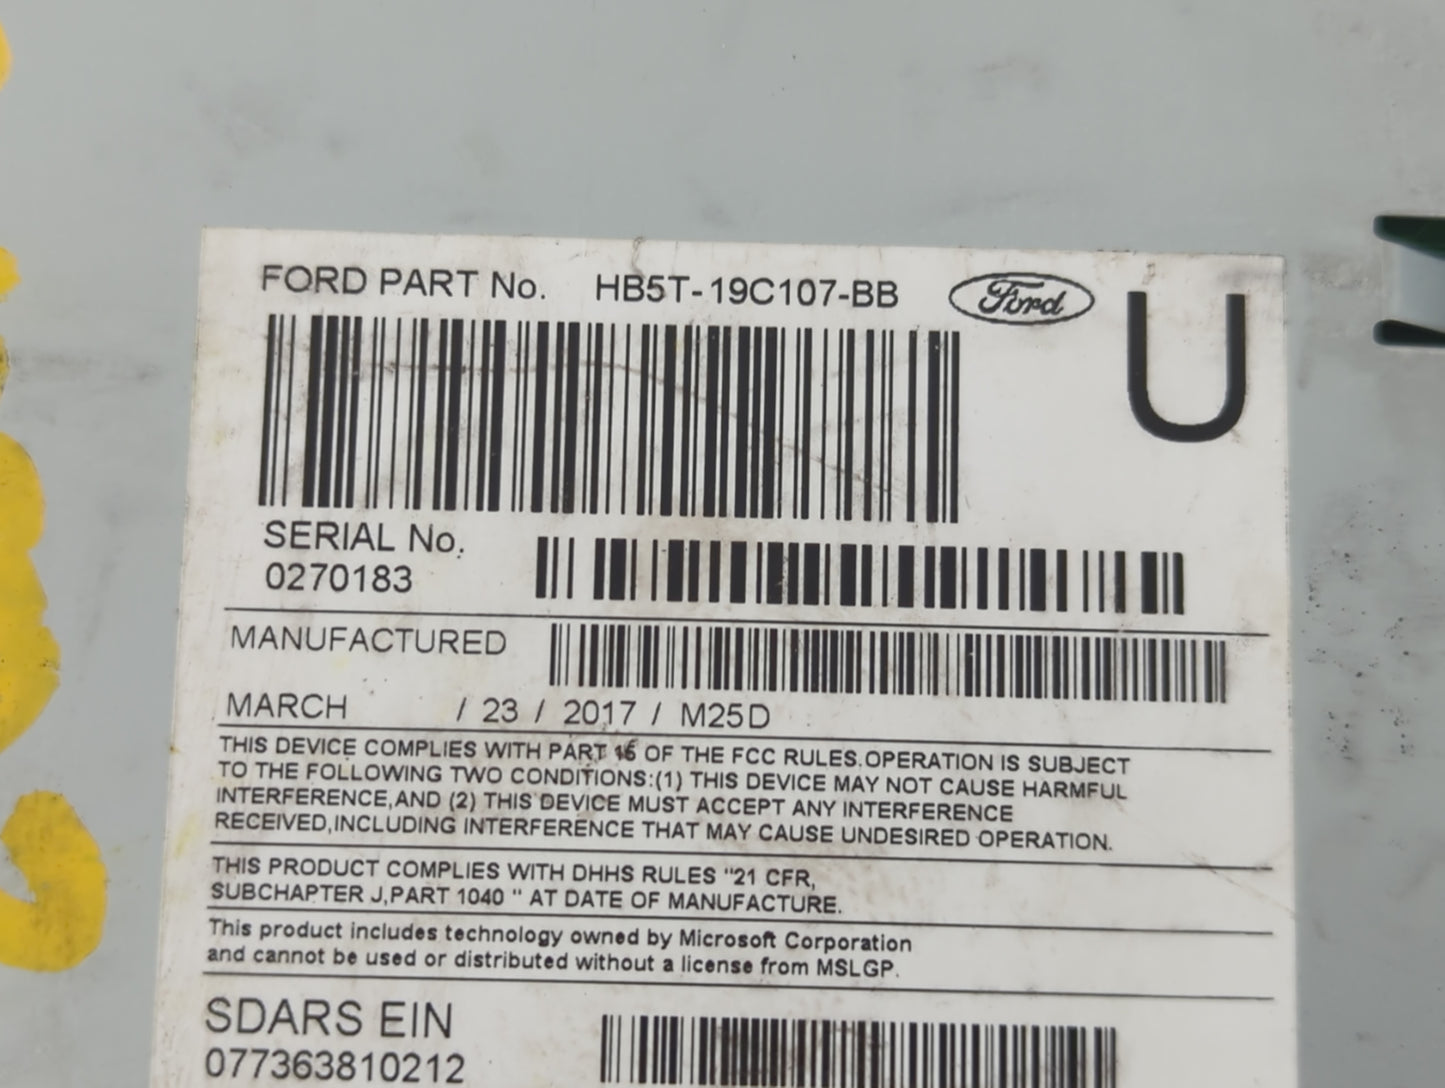 FORD PART No. HB5T-19C107-BB Ford U
SERIAL No.
0270183
MANUFACTURED
MARCH / 23 / 2017 / M25D
THIS DEVICE COMPLIES WITH PART OF THE FCC RULES.OPERATION IS SUBJECT
TO THE FOLLOWING TWO CONDITIONS:(1) THIS DEVICE MAY NOT CAUSE HARMFUL
INTERFERENCE,AND (2) THIS DEVICE MUST ACCEPT ANY INTERFERENCE
RECEIVED,INCLUDING INTERFERENCE THAT MAY CAUSE UNDESIRED OPERATION.
THIS PRODUCT COMPLIES WITH DHHS RULES "21 CFR,
SUBCHAPTER J,PART 1040 " AT DATE OF MANUFACTURE.
This product includes technology owned by Microsoft Corporation
and cannot be used or distributed without a license from MSLGP.
SDARS EIN
077363810212